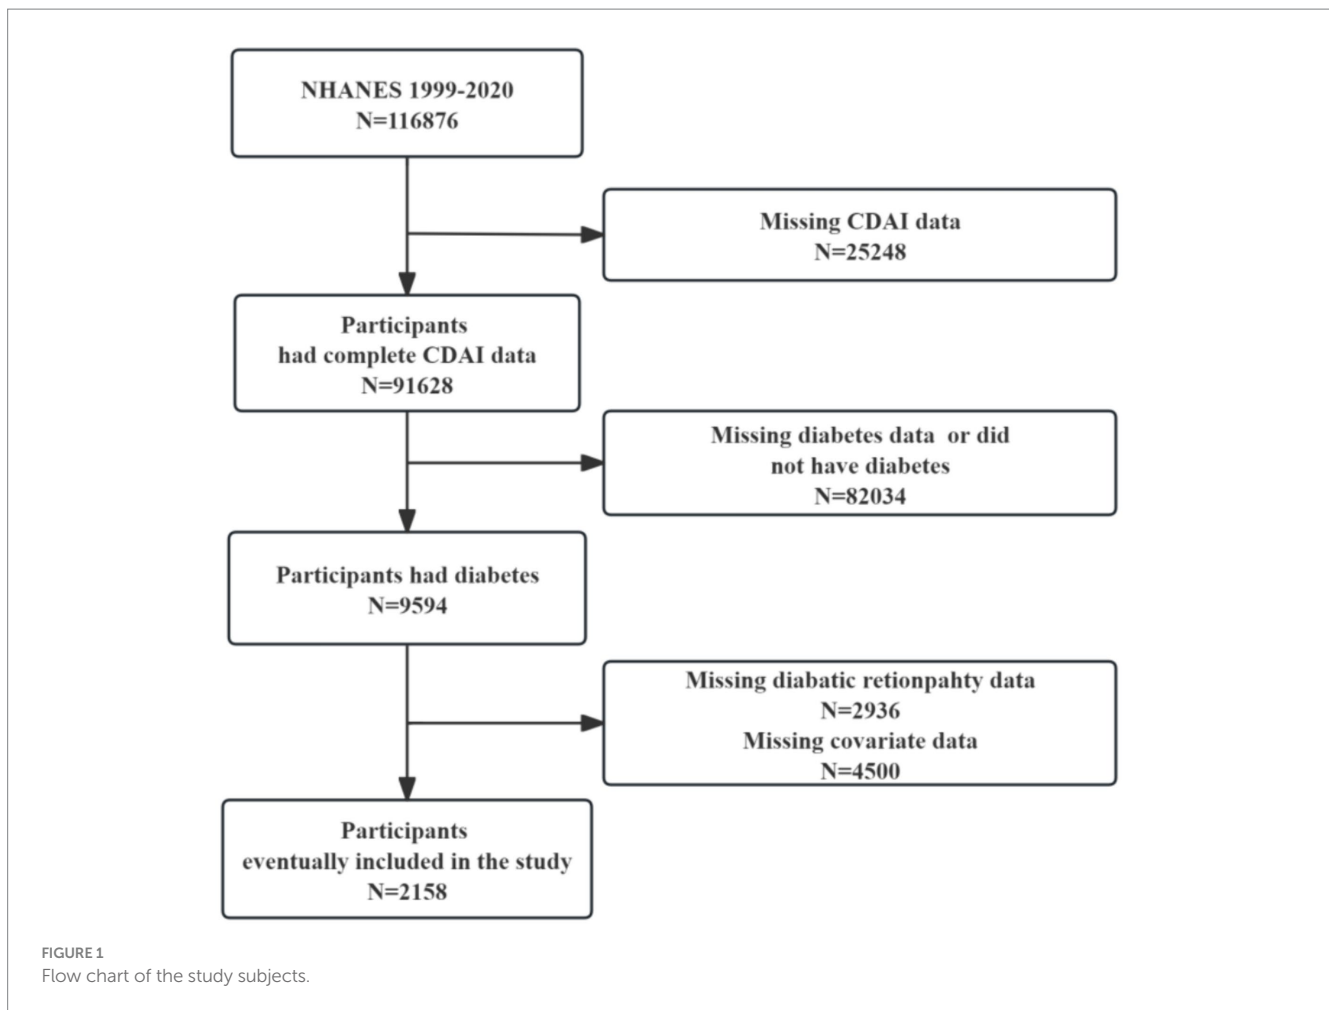 NHANES 1999-2020
N=116876
Missing CDAI data
N=25248
Participants
had complete CDAI data
N=91628
Missing diabetes data or did
not have diabetes
N=82034
Participants had diabetes
N=9594
Missing diabatic retionpahty data
N=2936
Missing covariate data
N=4500
Participants
eventually included in the study
N=2158
FIGURE 1
Flow chart of the study subjects.